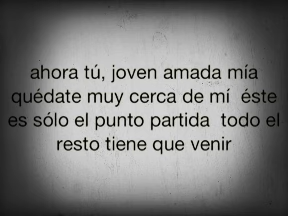 ahora tú, joven amada mía
quédate muy cerca de mí éste
es sólo el punto partida todo el
resto tiene que venir